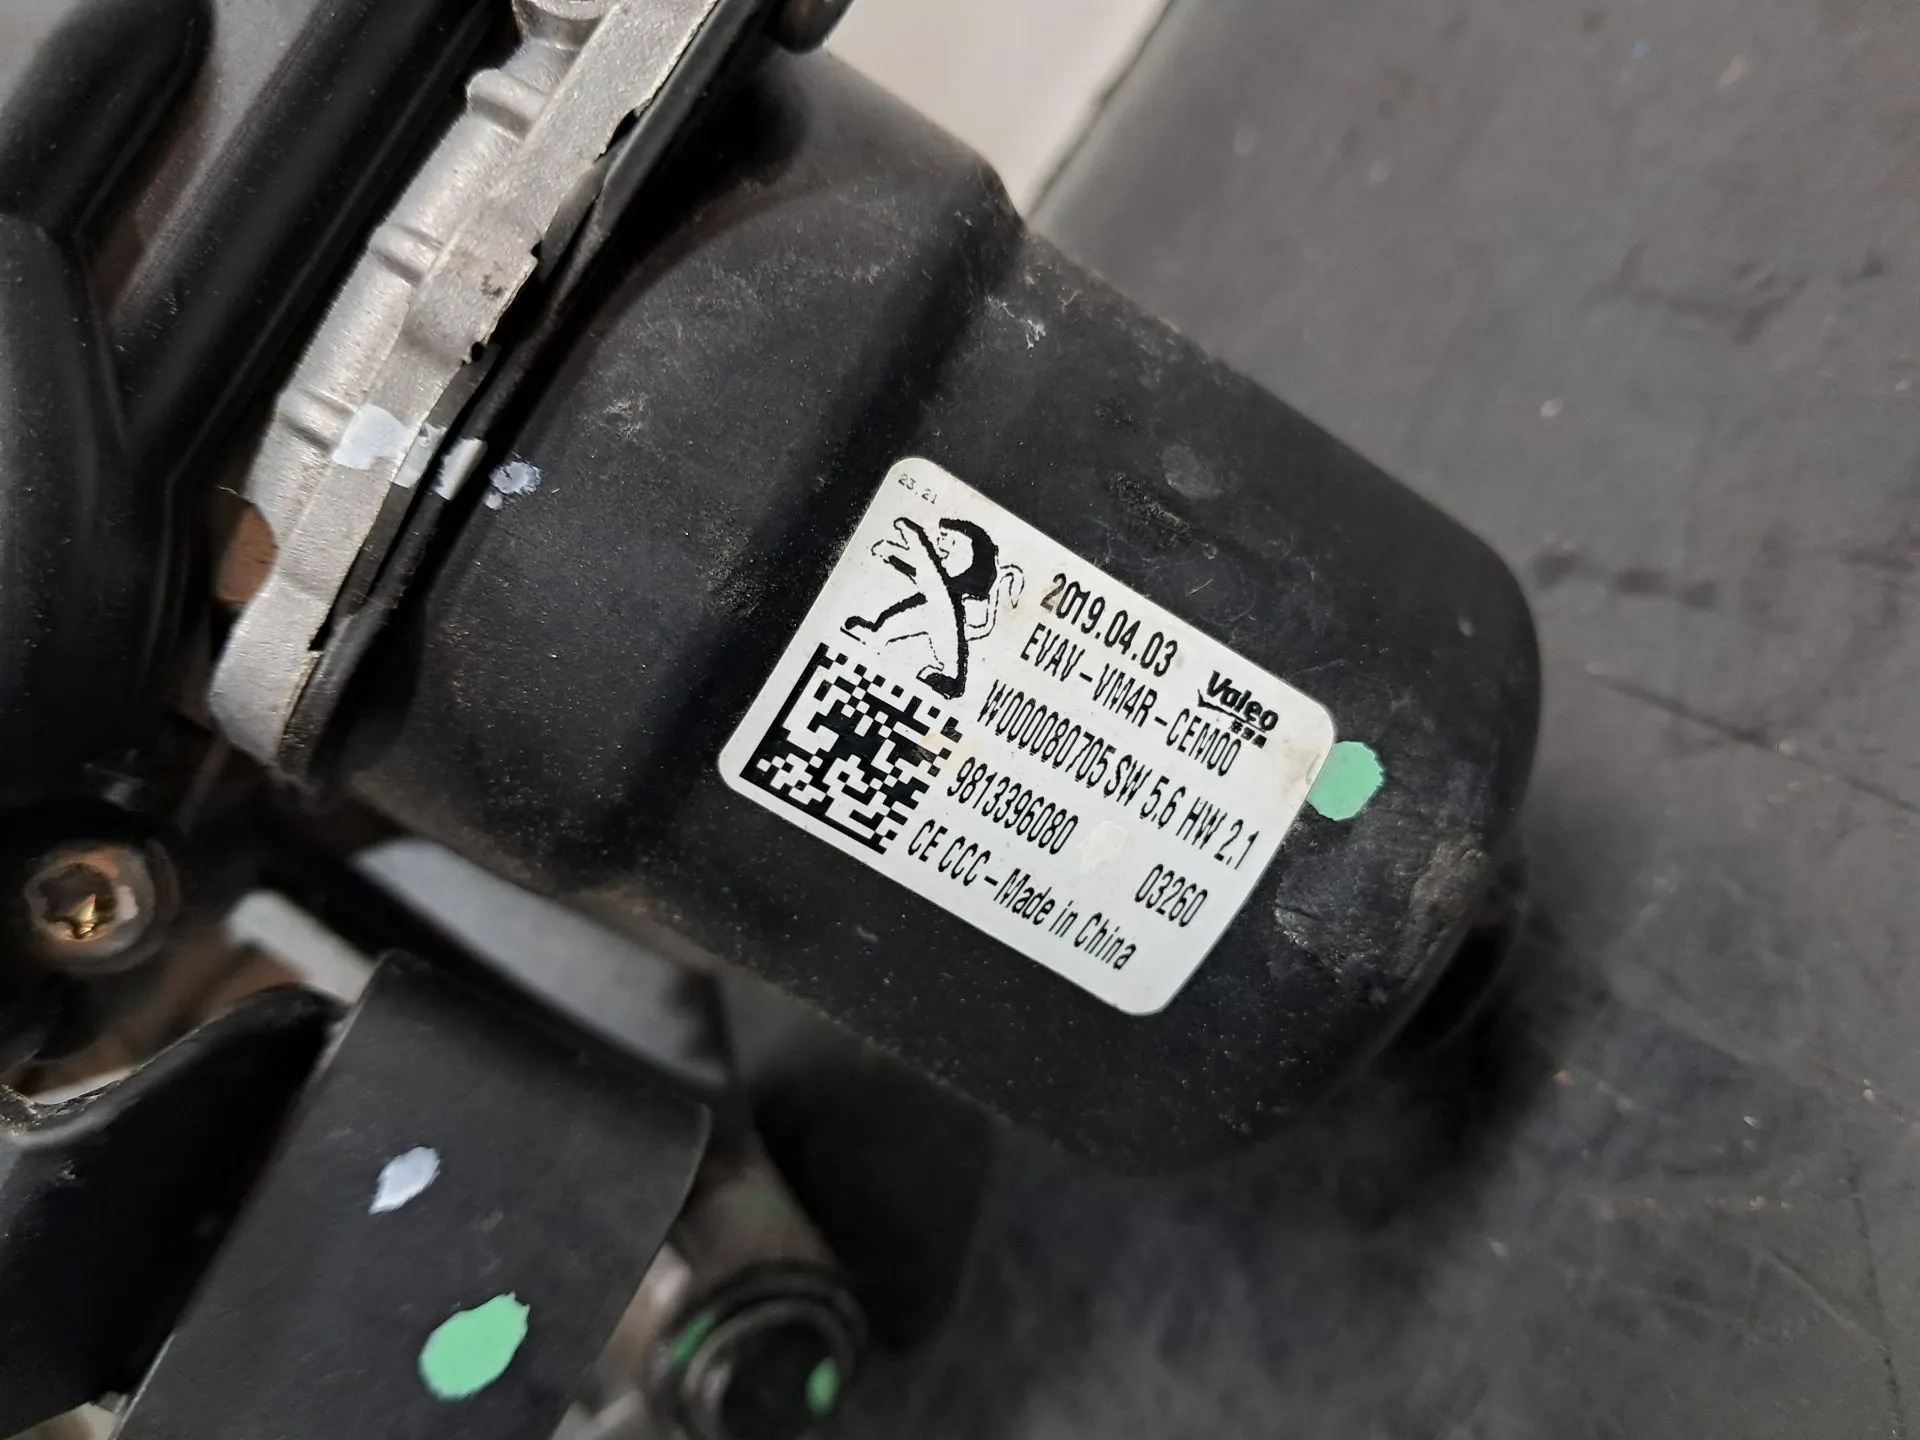 23.21
2019.04.03
Valeo
EVAV-VM4R-CEM00
W000080705 SW 5.6 HW 2.1
9813396080 03260
CE CCC - Made in China